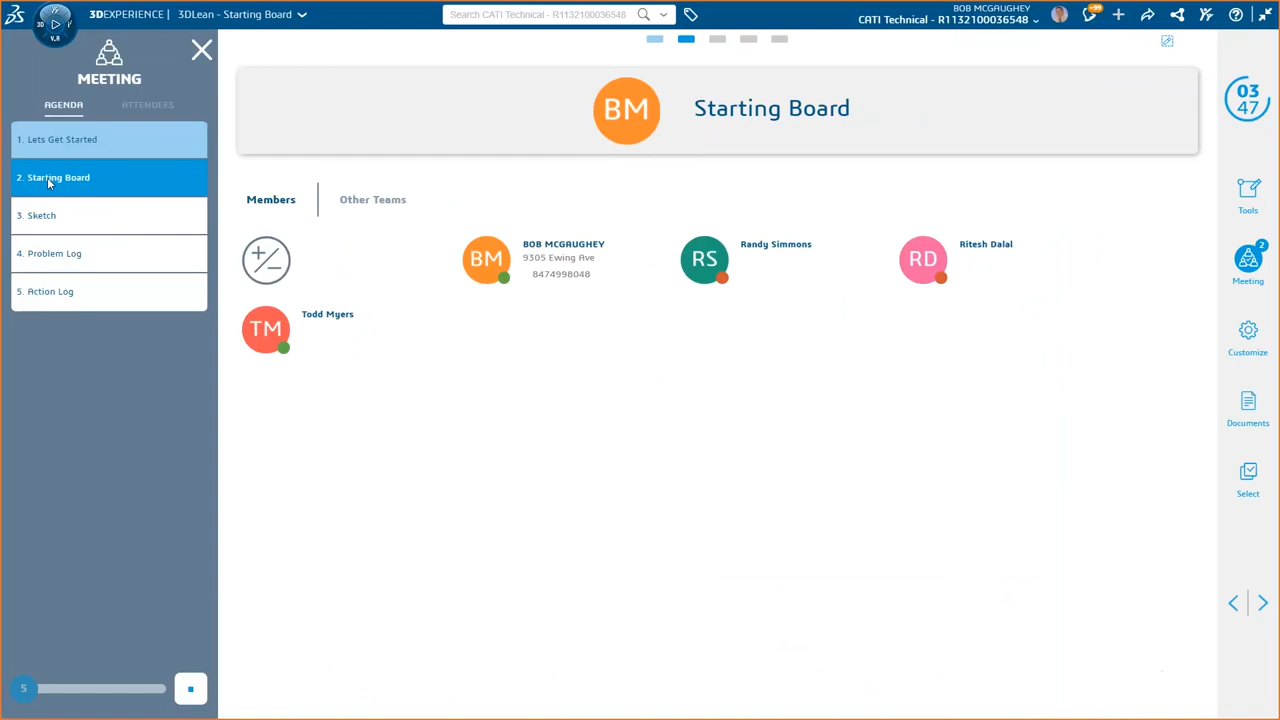 3DEXPERIENCE | 3DLean - Starting Board
Search CATI Technical - R1132100036548
BOB MCGAUGHEY
CATI Technical - R1132100036548
+99
3D
V.R
MEETING
AGENDA
ATTENDEES
1. Lets Get Started
2. Starting Board
3. Sketch
4. Problem Log
5. Action Log
5
BM
Starting Board
Members
Other Teams
BM
BOB MCGAUGHEY
9305 Ewing Ave
8474998048
RS
Randy Simmons
RD
Ritesh Dalal
TM
Todd Myers
03
47
Tools
2
Meeting
Customize
Documents
Select